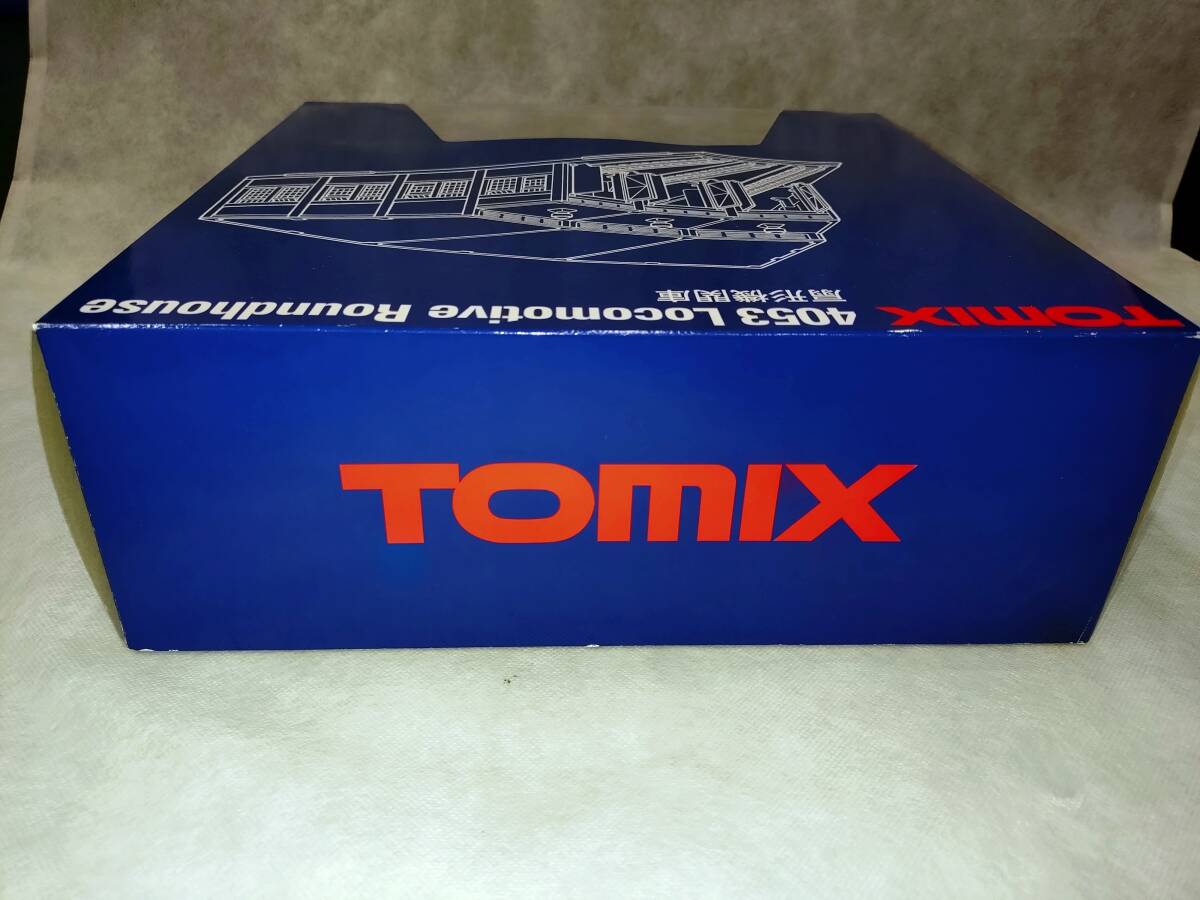 TOMIX
4053 Locomotive Roundhouse
扇形機関庫
TOMIX